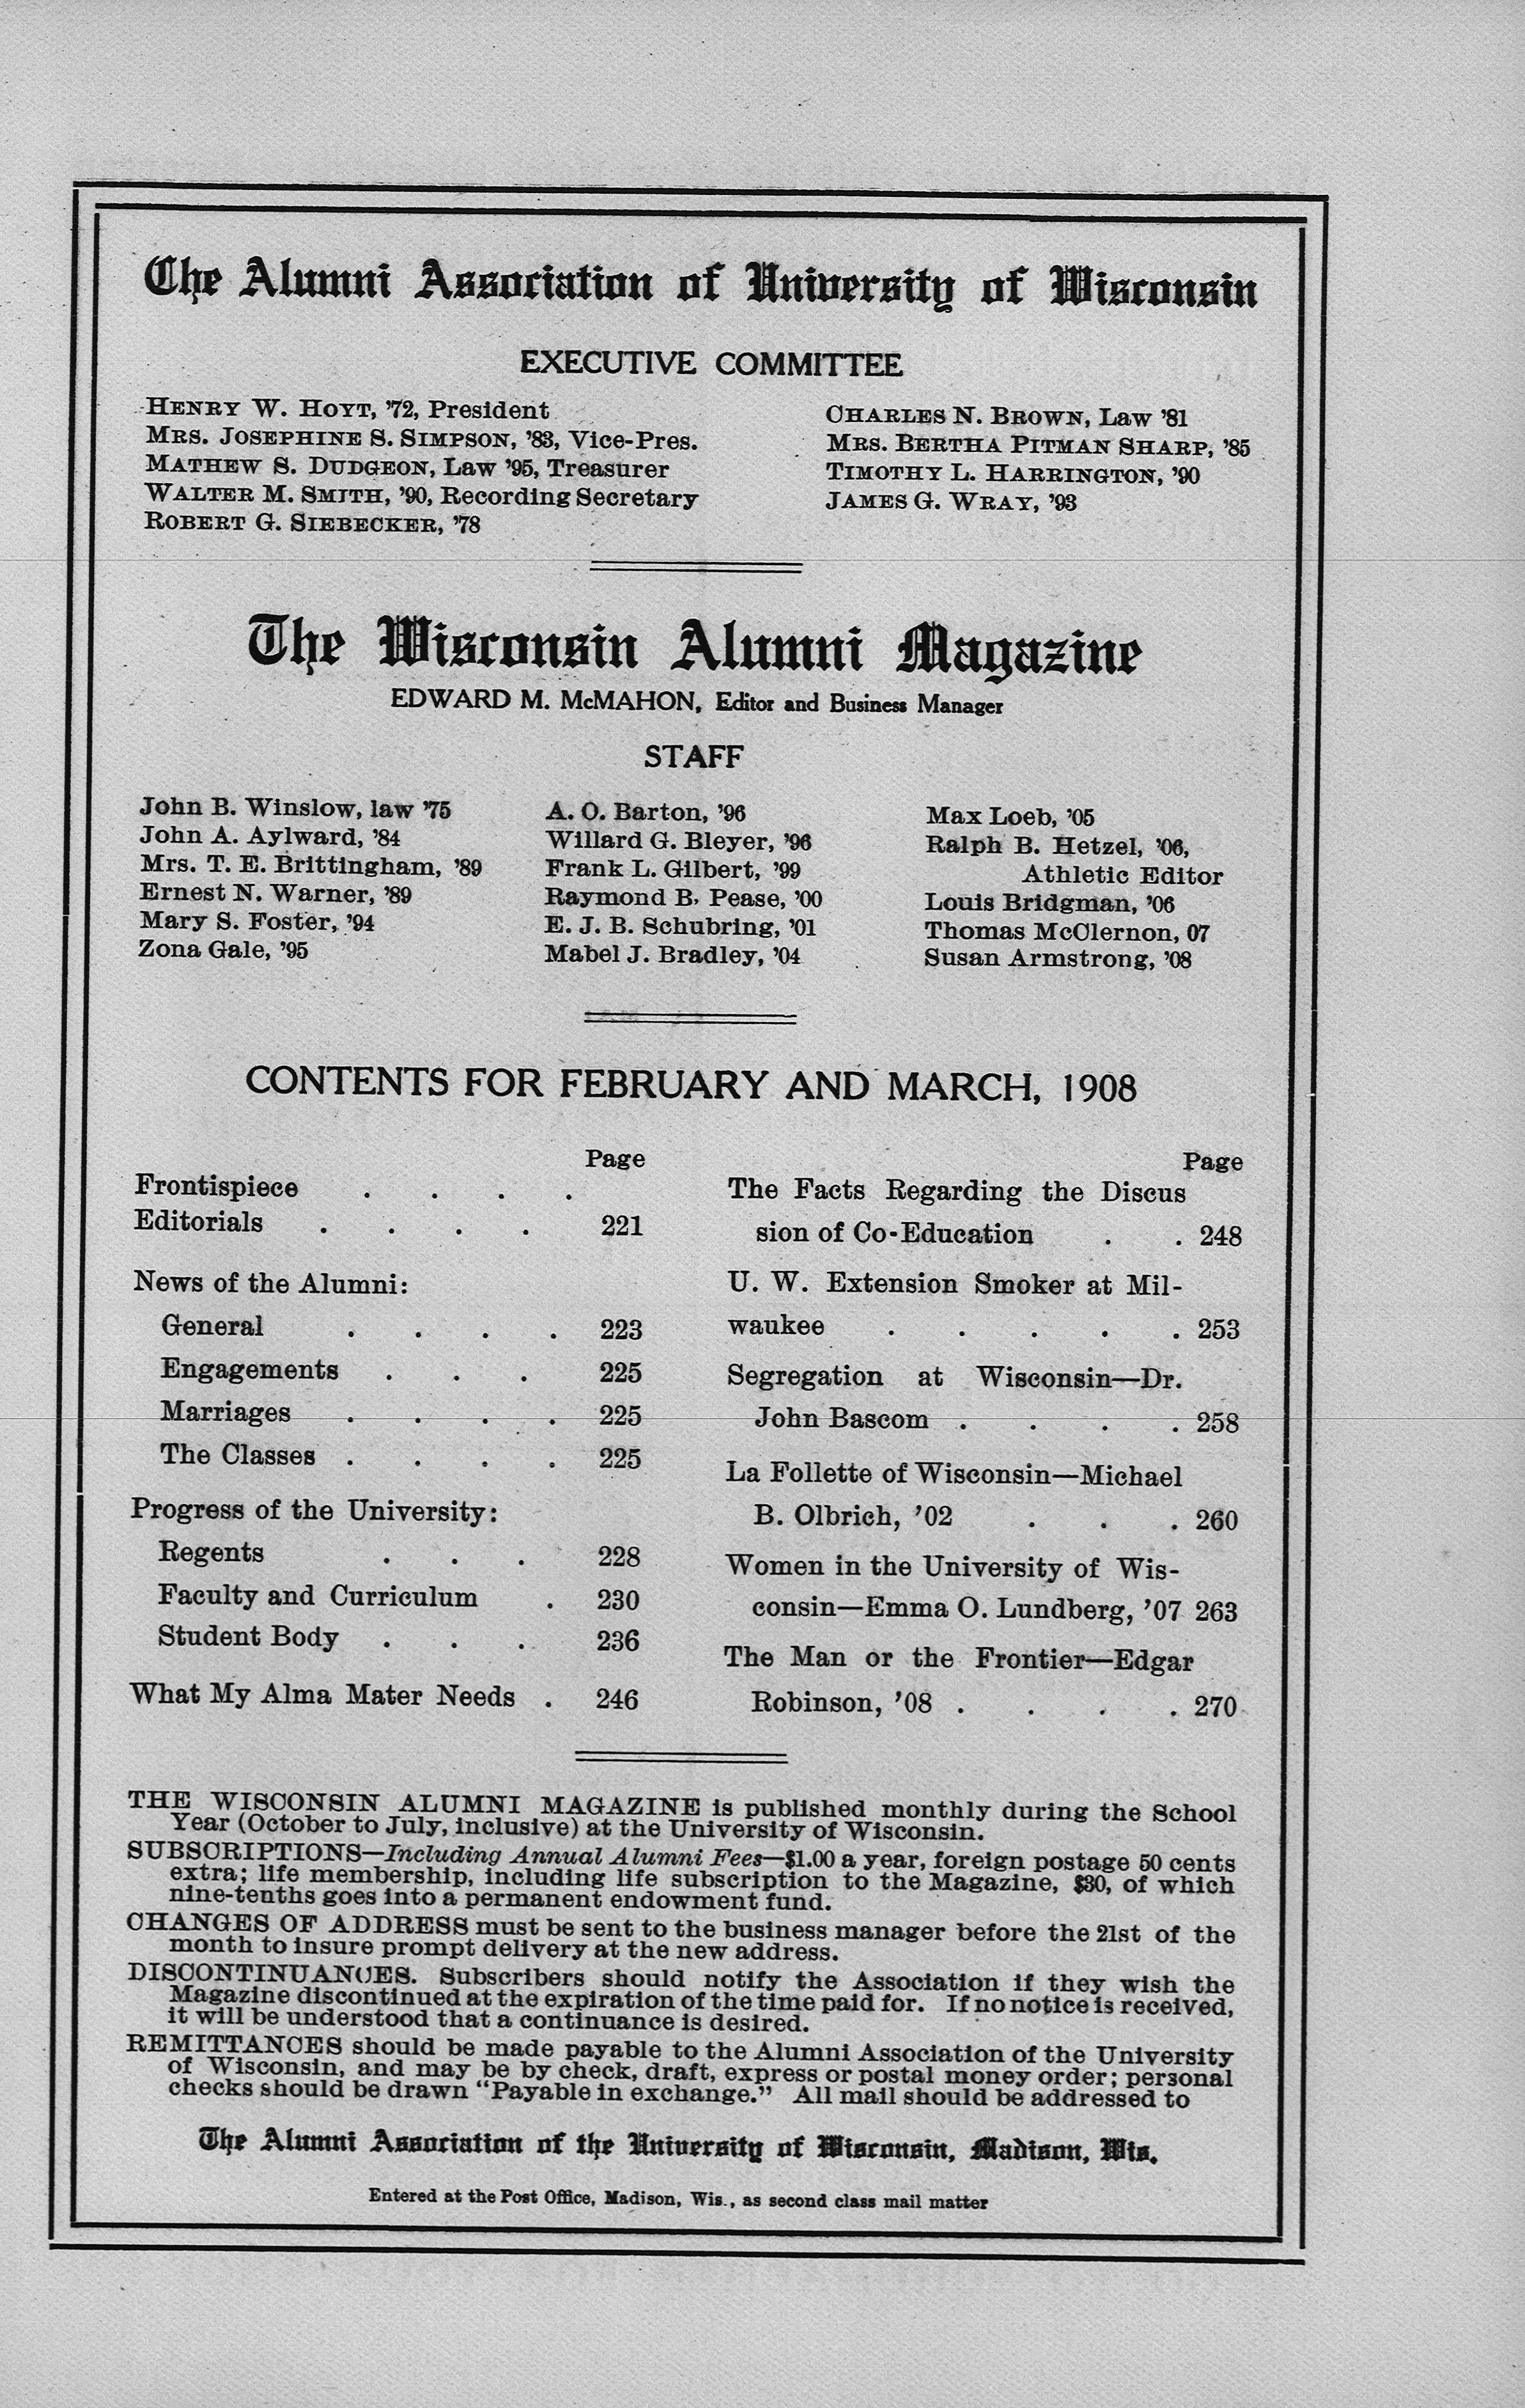 The Alumni Association of University of Wisconsin
EXECUTIVE COMMITTEE
HENRY W. HOYT, '72, President
MRS. JOSEPHINE S. SIMPSON, '83, Vice-Pres.
MATHEW S. DUDGEON, Law '95, Treasurer
WALTER M. SMITH, '90, Recording Secretary
ROBERT G. SIEBECKER, '78
CHARLES N. BROWN, Law '81
MRS. BERTHA PITMAN SHARP, '85
TIMOTHY L. HARRINGTON, '90
JAMES G. WRAY, '93
The Wisconsin Alumni Magazine
EDWARD M. McMAHON, Editor and Business Manager
STAFF
John B. Winslow, law '75
John A. Aylward, '84
Mrs. T. E. Brittingham, '89
Ernest N. Warner, '89
Mary S. Foster, '94
Zona Gale, '95
A. O. Barton, '96
Willard G. Bleyer, '96
Frank L. Gilbert, '99
Raymond B. Pease, '00
E. J. B. Schubring, '01
Mabel J. Bradley, '04
Max Loeb, '05
Ralph B. Hetzel, '06,
Athletic Editor
Louis Bridgman, '06
Thomas McClernon, 07
Susan Armstrong, '08
CONTENTS FOR FEBRUARY AND MARCH, 1908
Page
Frontispiece . . . .
Editorials . . . . 221
News of the Alumni:
General . . . . 223
Engagements . . . 225
Marriages . . . . 225
The Classes . . . . 225
Progress of the University:
Regents . . . 228
Faculty and Curriculum . 230
Student Body . . . 236
What My Alma Mater Needs . 246
Page
The Facts Regarding the Discus
sion of Co-Education . . 248
U. W. Extension Smoker at Mil-
waukee . . . . . 253
Segregation at Wisconsin—Dr.
John Bascom . . . . 258
La Follette of Wisconsin—Michael
B. Olbrich, '02 . . . 260
Women in the University of Wis-
consin—Emma O. Lundberg, '07 263
The Man or the Frontier—Edgar
Robinson, '08 . . . . 270
THE WISCONSIN ALUMNI MAGAZINE is published monthly during the School
Year (October to July, inclusive) at the University of Wisconsin.
SUBSCRIPTIONS—Including Annual Alumni Fees—$1.00 a year, foreign postage 50 cents
extra; life membership, including life subscription to the Magazine, $30, of which
nine-tenths goes into a permanent endowment fund.
CHANGES OF ADDRESS must be sent to the business manager before the 21st of the
month to insure prompt delivery at the new address.
DISCONTINUANCES. Subscribers should notify the Association if they wish the
Magazine discontinued at the expiration of the time paid for. If no notice is received,
it will be understood that a continuance is desired.
REMITTANCES should be made payable to the Alumni Association of the University
of Wisconsin, and may be by check, draft, express or postal money order; personal
checks should be drawn "Payable in exchange." All mail should be addressed to
The Alumni Association of the University of Wisconsin, Madison, Wis.
Entered at the Post Office, Madison, Wis., as second class mail matter